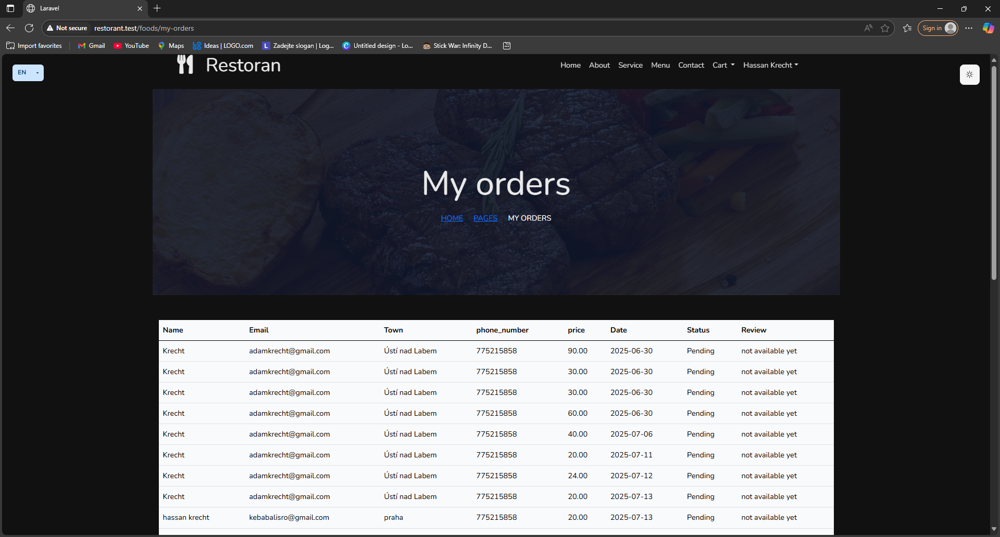 Laravel
Not secure restorant.test/foods/my-orders
Sign in
Import favorites Gmail YouTube Maps Ideas | LOGO.com Zadejte slogan | Log... Untitled design - Lo... Stick War: Infinity D...
EN
Restoran
Home About Service Menu Contact Cart Hassan Krecht
My orders
HOME PAGES MY ORDERS
Name Email Town phone_number price Date Status Review
Krecht adamkrecht@gmail.com Ústí nad Labem 775215858 90.00 2025-06-30 Pending not available yet
Krecht adamkrecht@gmail.com Ústí nad Labem 775215858 30.00 2025-06-30 Pending not available yet
Krecht adamkrecht@gmail.com Ústí nad Labem 775215858 30.00 2025-06-30 Pending not available yet
Krecht adamkrecht@gmail.com Ústí nad Labem 775215858 60.00 2025-06-30 Pending not available yet
Krecht adamkrecht@gmail.com Ústí nad Labem 775215858 40.00 2025-07-06 Pending not available yet
Krecht adamkrecht@gmail.com Ústí nad Labem 775215858 20.00 2025-07-11 Pending not available yet
Krecht adamkrecht@gmail.com Ústí nad Labem 775215858 24.00 2025-07-12 Pending not available yet
Krecht adamkrecht@gmail.com Ústí nad Labem 775215858 20.00 2025-07-13 Pending not available yet
hassan krecht kebabalisro@gmail.com praha 775215858 20.00 2025-07-13 Pending not available yet